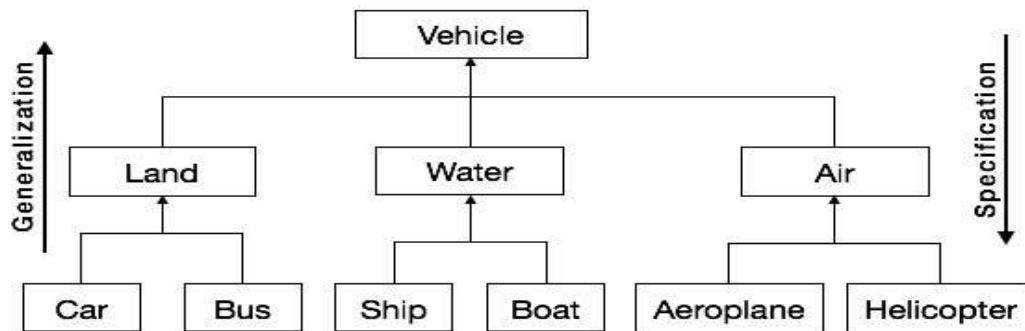 Vehicle
Generalization
Specification
Land
Water
Air
Car
Bus
Ship
Boat
Aeroplane
Helicopter